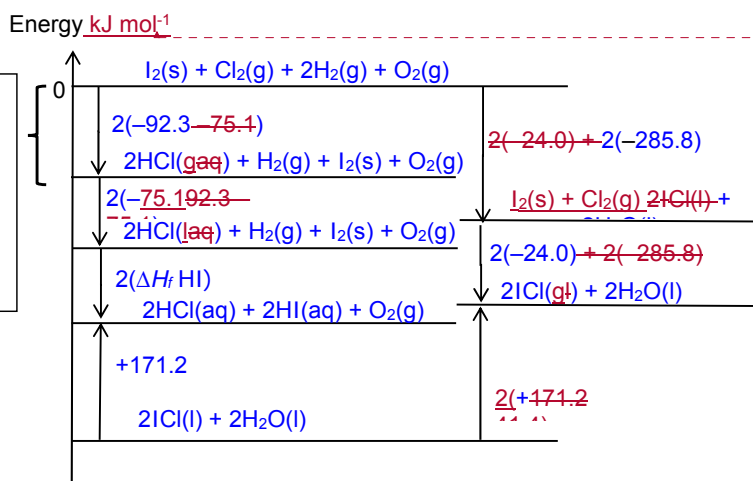 Energy kJ mol-1
I2(s) + Cl2(g) + 2H2(g) + O2(g)
0
2(–92.3 –75.1)
2(–24.0) + 2(–285.8)
2HCl(gaq) + H2(g) + I2(s) + O2(g)
2(–75.192.3 –
I2(s) + Cl2(g) 2ICl(l) +
2HCl(laq) + H2(g) + I2(s) + O2(g)
2(–24.0) + 2(–285.8)
2(ΔHf HI)
2ICl(gl) + 2H2O(l)
2HCl(aq) + 2HI(aq) + O2(g)
+171.2
2(+171.2
2ICl(l) + 2H2O(l)